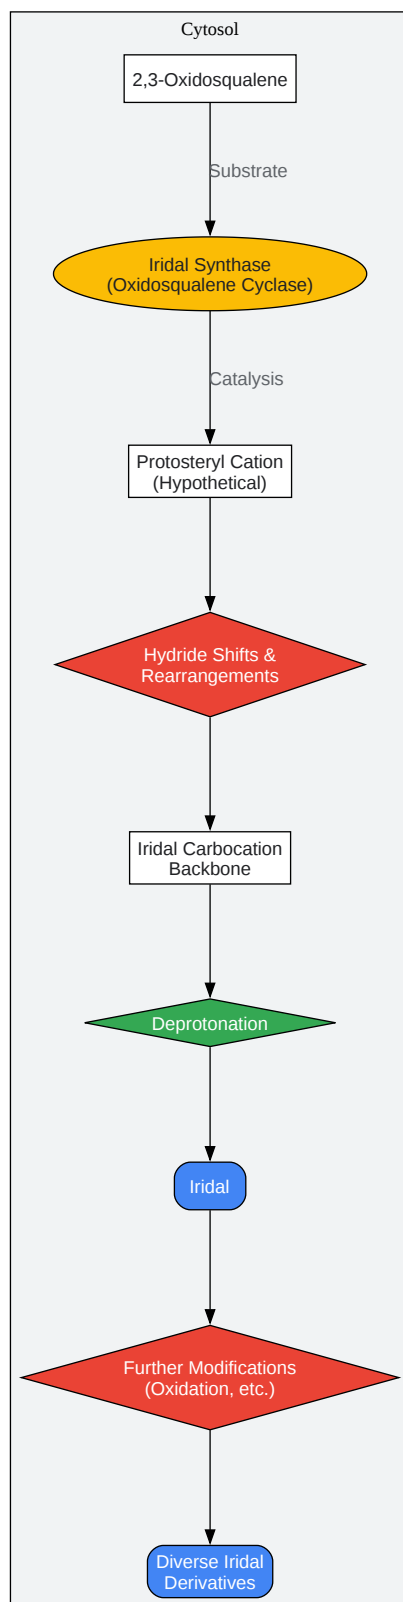 Cytosol
2,3-Oxidosqualene
Substrate
Iridal Synthase
(Oxidosqualene Cyclase)
Catalysis
Protosteryl Cation
(Hypothetical)
Hydride Shifts &
Rearrangements
Iridal Carbocation
Backbone
Deprotonation
Iridal
Further Modifications
(Oxidation, etc.)
Diverse Iridal
Derivatives